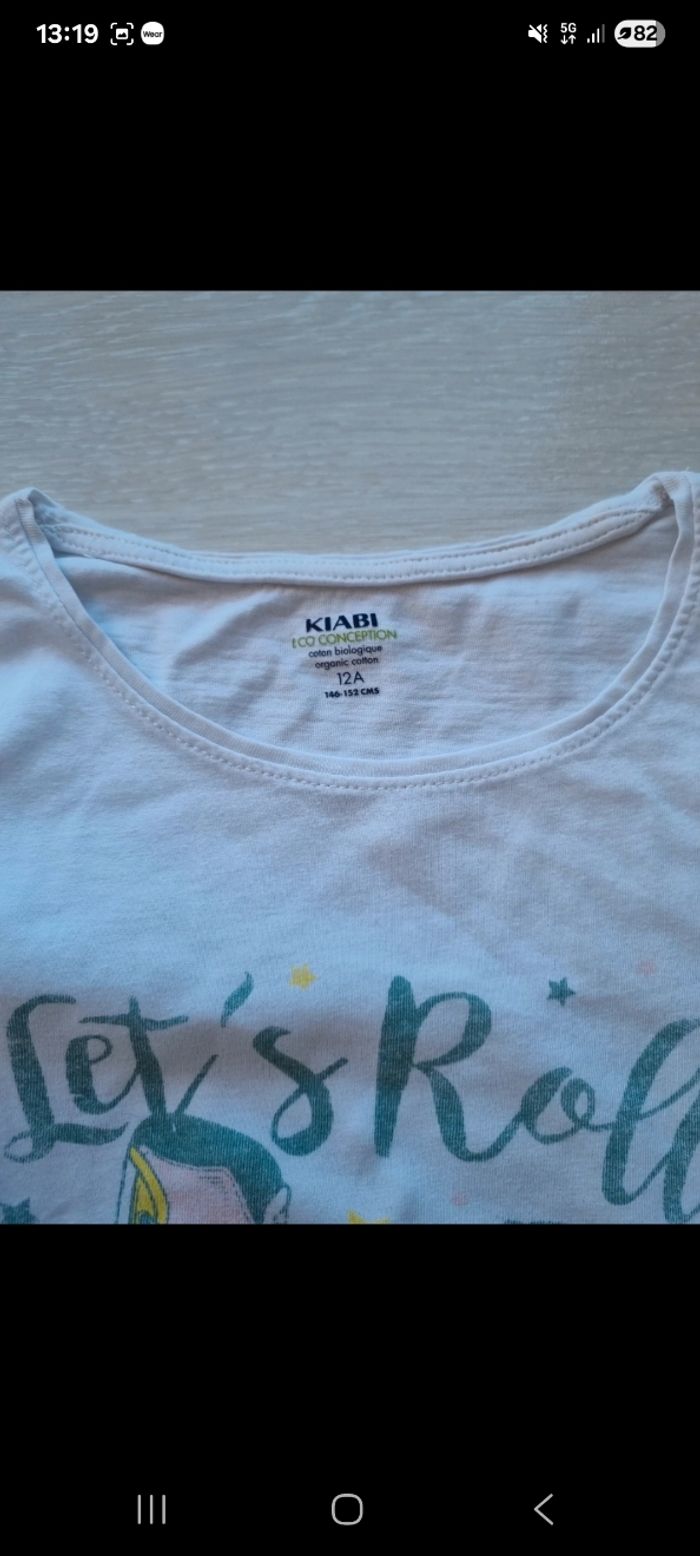 13:19
Wear
5G
82
KIABI
ECO CONCEPTION
coton biologique
organic cotton
12A
146-152 CMS
Let's Roll